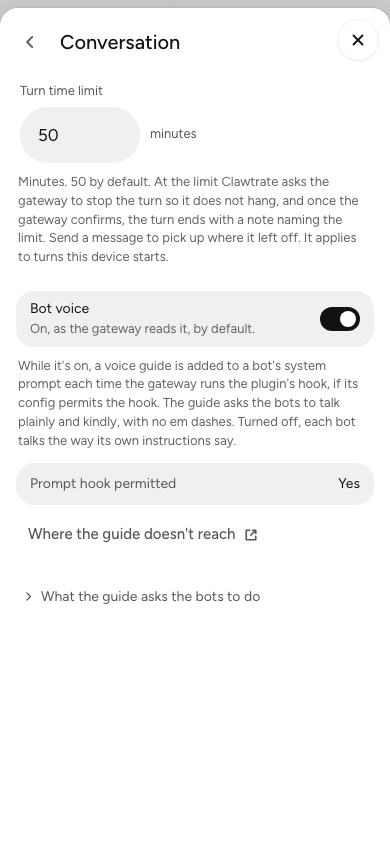 Conversation
Turn time limit
50
minutes
Minutes. 50 by default. At the limit Clawtrate asks the
gateway to stop the turn so it does not hang, and once the
gateway confirms, the turn ends with a note naming the
limit. Send a message to pick up where it left off. It applies
to turns this device starts.
Bot voice
On, as the gateway reads it, by default.
While it's on, a voice guide is added to a bot's system
prompt each time the gateway runs the plugin's hook, if its
config permits the hook. The guide asks the bots to talk
plainly and kindly, with no em dashes. Turned off, each bot
talks the way its own instructions say.
Prompt hook permitted
Yes
Where the guide doesn't reach
What the guide asks the bots to do